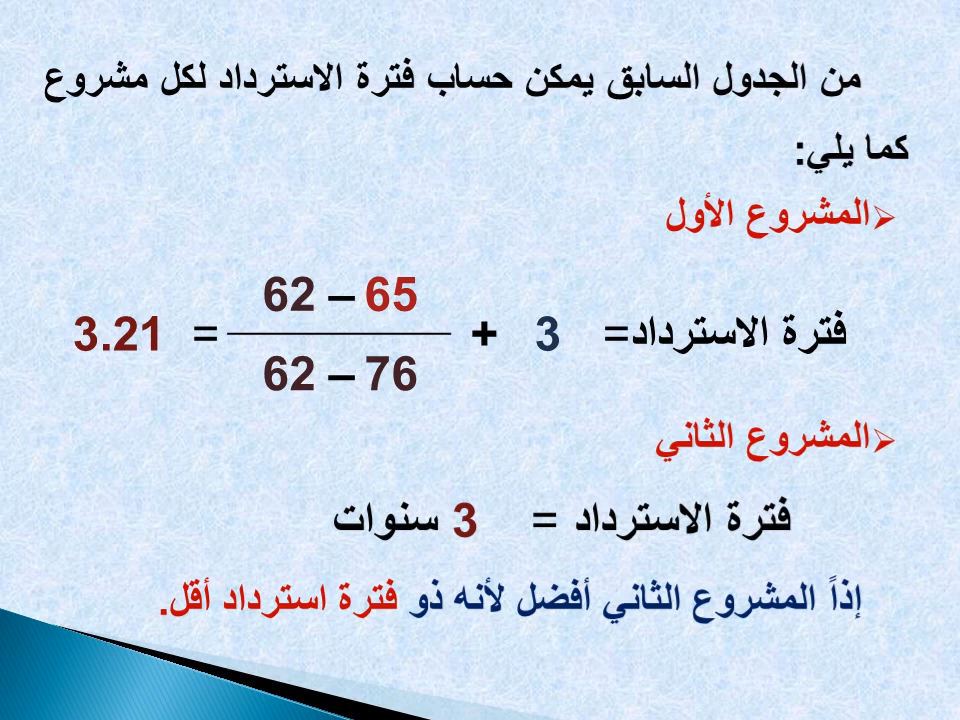 من الجدول السابق يمكن حساب فترة الاسترداد لكل مشروع
كما يلي:
المشروع الأول
65 – 62
فترة الاسترداد= 3 + = 3.21
76 – 62
المشروع الثاني
فترة الاسترداد = 3 سنوات
إذاً المشروع الثاني أفضل لأنه ذو فترة استرداد أقل.